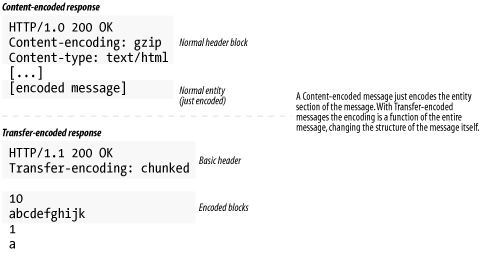 Content-encoded response
HTTP/1.0 200 OK
Content-encoding: gzip
Content-type: text/html
[...]
[encoded message]
Normal header block
Normal entity
(just encoded)
A Content-encoded message just encodes the entity
section of the message. With Transfer-encoded
messages the encoding is a function of the entire
message, changing the structure of the message itself.
Transfer-encoded response
HTTP/1.1 200 OK
Transfer-encoding: chunked
Basic header
10
abcdefghijk
1
a
Encoded blocks